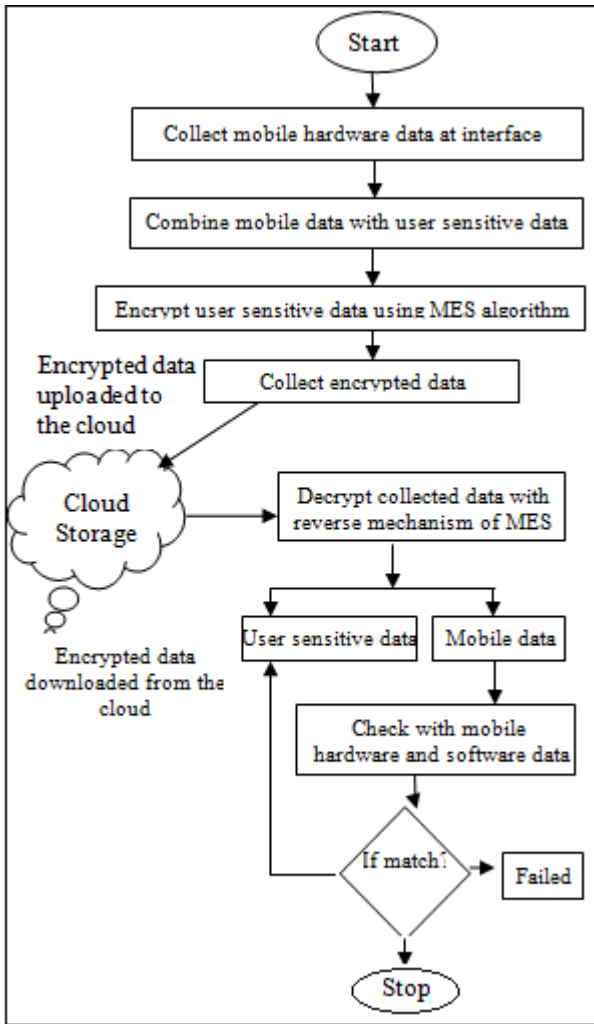 Start
Collect mobile hardware data at interface
Combine mobile data with user sensitive data
Encrypt user sensitive data using MES algorithm
Encrypted data
uploaded to
the cloud
Collect encrypted data
Cloud
Storage
Decrypt collected data with
reverse mechanism of MES
Encrypted data
downloaded from the
cloud
User sensitive data
Mobile data
Check with mobile
hardware and software data
If match?
Failed
Stop